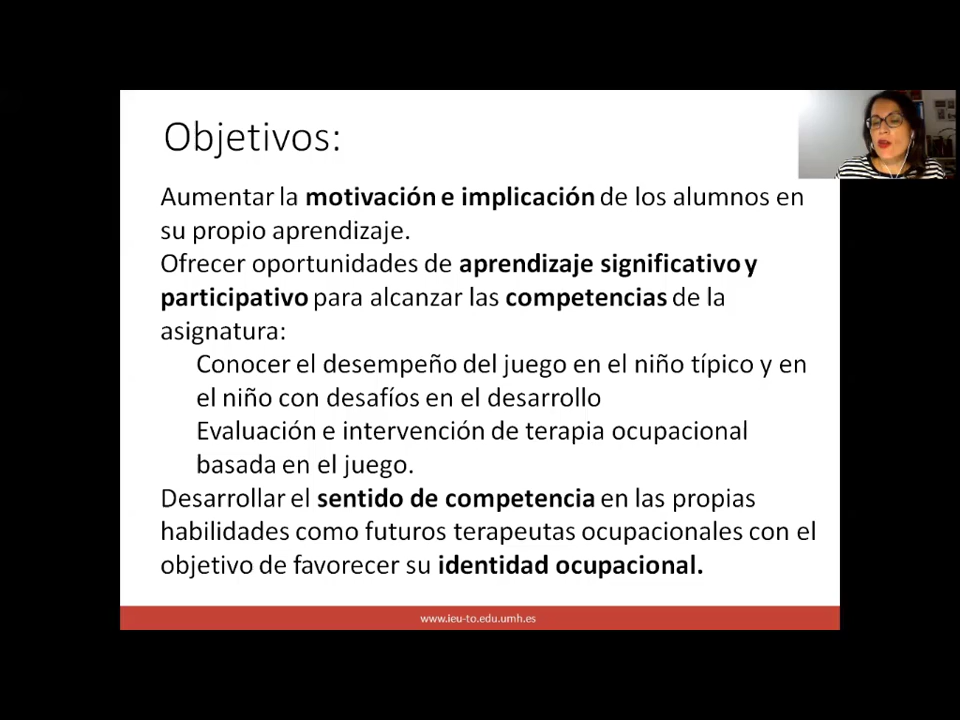 Objetivos:
Aumentar la motivación e implicación de los alumnos en
su propio aprendizaje.
Ofrecer oportunidades de aprendizaje significativo y
participativo para alcanzar las competencias de la
asignatura:
Conocer el desempeño del juego en el niño típico y en
el niño con desafíos en el desarrollo
Evaluación e intervención de terapia ocupacional
basada en el juego.
Desarrollar el sentido de competencia en las propias
habilidades como futuros terapeutas ocupacionales con el
objetivo de favorecer su identidad ocupacional.
www.ieu-to.edu.umh.es